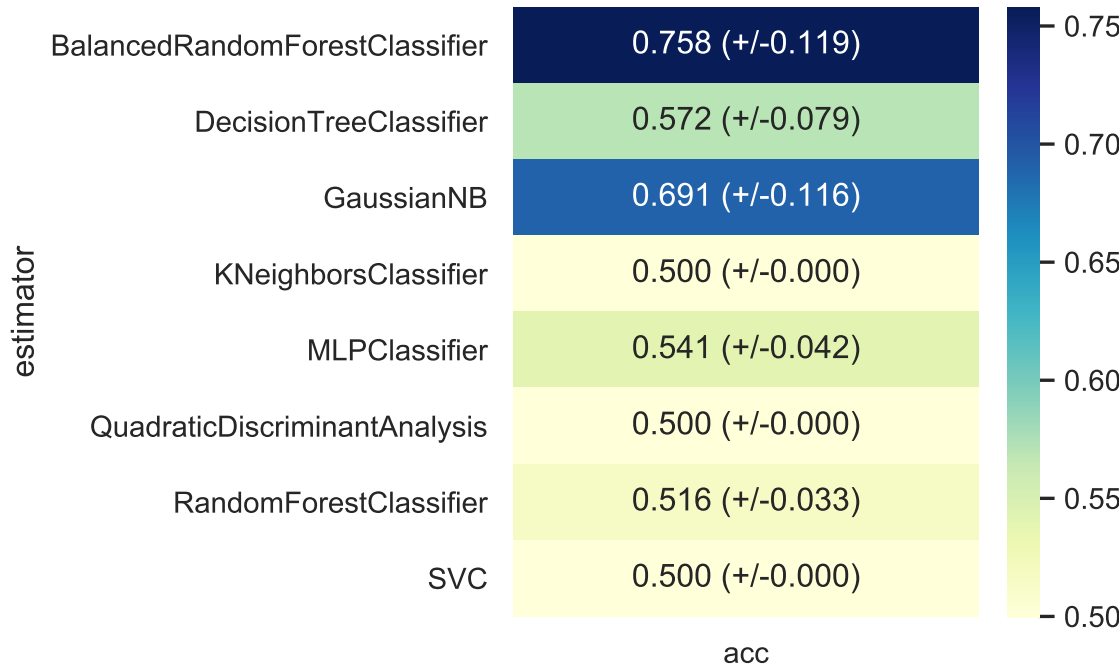 BalancedRandomForestClassifier 0.758 (+/-0.119)
DecisionTreeClassifier 0.572 (+/-0.079)
GaussianNB 0.691 (+/-0.116)
KNeighborsClassifier 0.500 (+/-0.000)
MLPClassifier 0.541 (+/-0.042)
QuadraticDiscriminantAnalysis 0.500 (+/-0.000)
RandomForestClassifier 0.516 (+/-0.033)
SVC 0.500 (+/-0.000)
estimator
acc
0.75
0.70
0.65
0.60
0.55
0.50